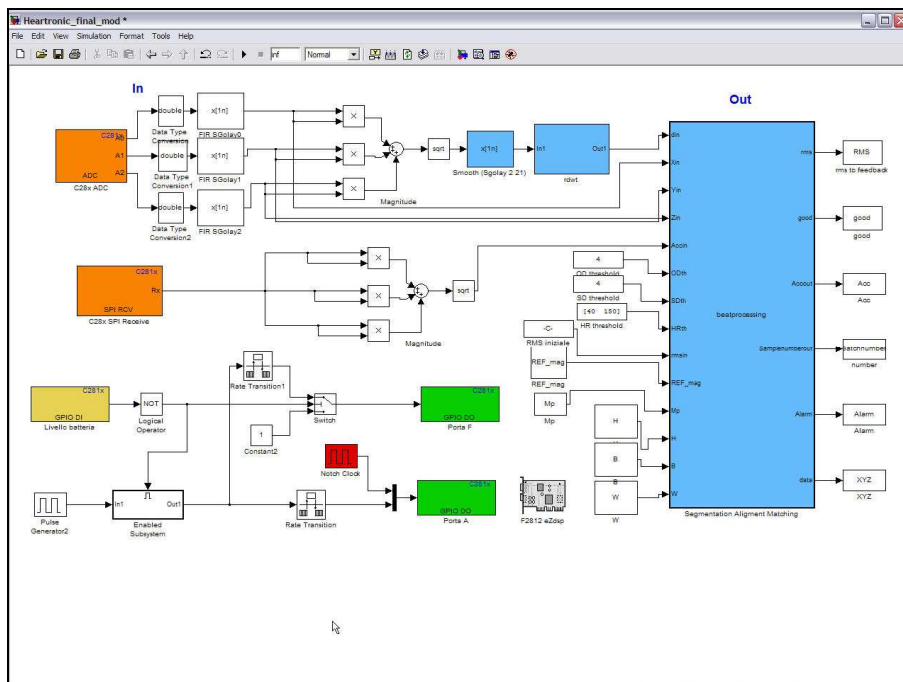 Heartronic_final_mod *
File Edit View Simulation Format Tools Help
inf Normal
In
Out
C281x
A0
A1
A2
ADC
C28x ADC
double
Data Type
Conversion
double
Data Type
Conversion1
double
Data Type
Conversion2
x[1n]
FIR SGolay0
x[1n]
FIR SGolay1
x[1n]
FIR SGolay2
×
×
×
Magnitude
sqrt
x[1n]
Smooth (Sgolay 2 21)
In1 Out1
rdwt
C281x
Rx
SPI RCV
C28x SPI Receive
×
×
×
Magnitude
sqrt
4
OD threshold
4
SD threshold
[40 150]
HR threshold
-C-
RMS iniziale
REF_mag
REF_mag
Mp
Mp
H
B
B
W
W
din
Xin
Yin
Zin
Accin
ODth
SDth
HRth
rmsin
REF_mag
Mp
H
B
W
beatprocessing
rms
good
Accout
Samplenumberout
Alarm
data
Segmentation Aligment Matching
RMS
rms to feedback
good
good
Acc
Acc
Batchnumber
number
Alarm
Alarm
XYZ
XYZ
C281x
GPIO DI
Livello batteria
NOT
Logical
Operator
Rate Transition1
1
Constant2
Switch
C281x
GPIO DO
Porta F
Notch Clock
Pulse
Generator2
In1 Out1
Enabled
Subsystem
Rate Transition
C281x
GPIO DO
Porta A
F2812 eZdsp